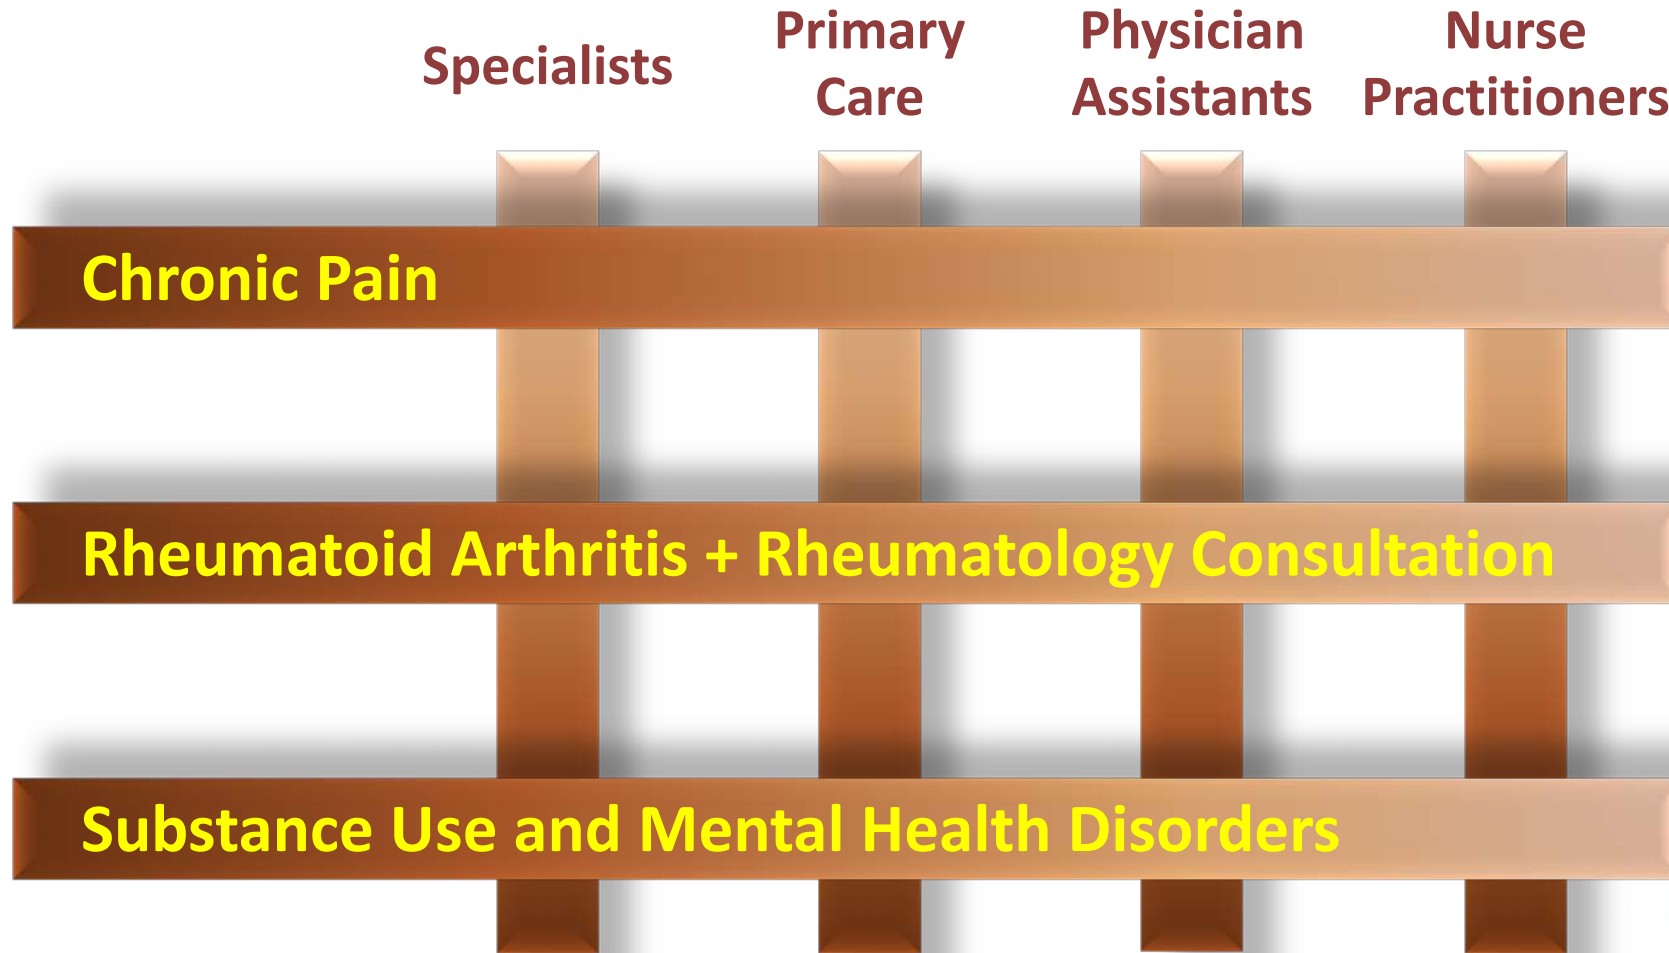 Specialists
Primary
Care
Physician
Assistants
Nurse
Practitioners
Chronic Pain
Rheumatoid Arthritis + Rheumatology Consultation
Substance Use and Mental Health Disorders